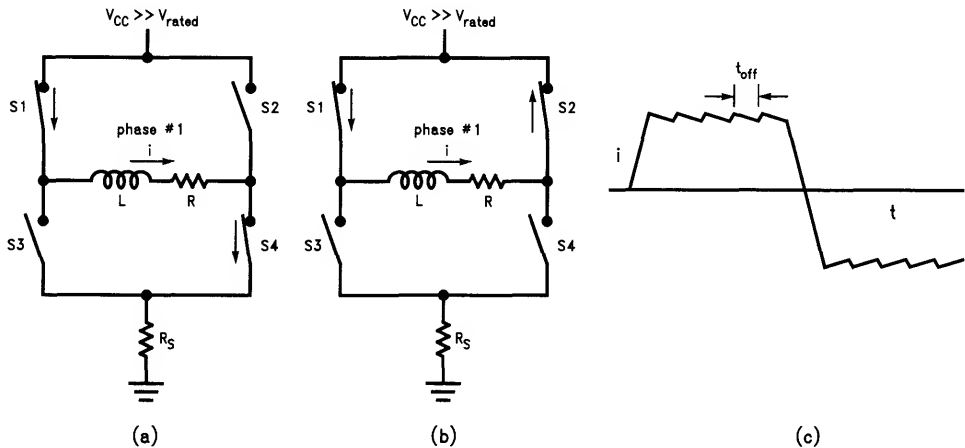 V_CC >> V_rated
S1
S2
phase #1
i
L
R
S3
S4
R_S
(a)
V_CC >> V_rated
S1
S2
phase #1
i
L
R
S3
S4
R_S
(b)
t_off
i
t
(c)